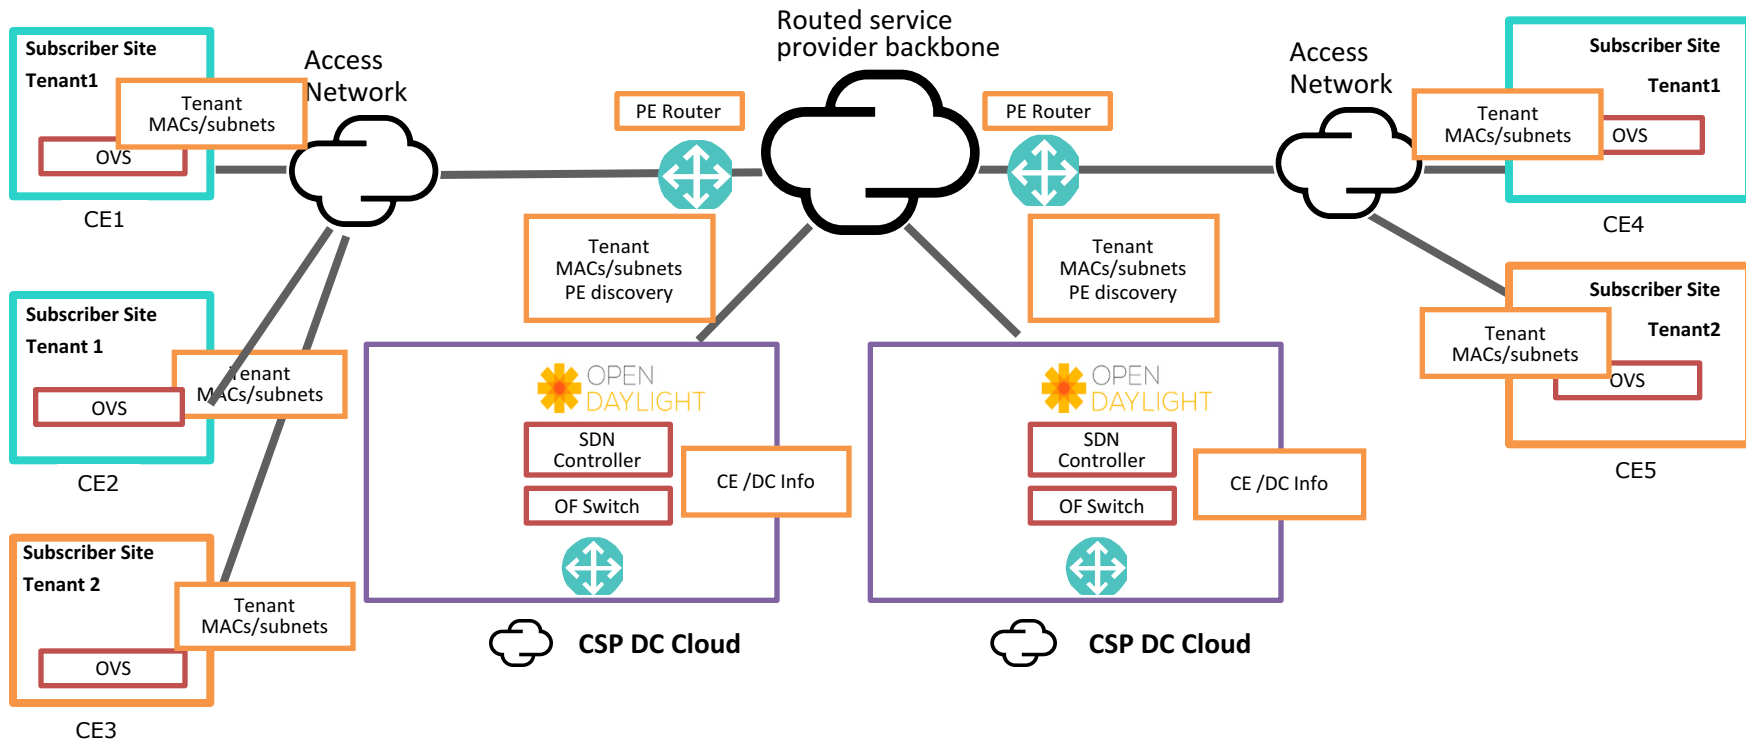 Routed service
provider backbone
Access
Network
Access
Network
Subscriber Site
Tenant1
Tenant
MACs/subnets
OVS
CE1
PE Router
PE Router
Subscriber Site
Tenant1
Tenant
MACs/subnets
OVS
CE4
Tenant
MACs/subnets
PE discovery
Tenant
MACs/subnets
PE discovery
Subscriber Site
Tenant 1
Tenant
MACs/subnets
OVS
CE2
Subscriber Site
Tenant2
Tenant
MACs/subnets
OVS
CE5
OPEN
DAYLIGHT
SDN
Controller
CE /DC Info
OF Switch
OPEN
DAYLIGHT
SDN
Controller
CE /DC Info
OF Switch
Subscriber Site
Tenant 2
Tenant
MACs/subnets
OVS
CE3
CSP DC Cloud
CSP DC Cloud